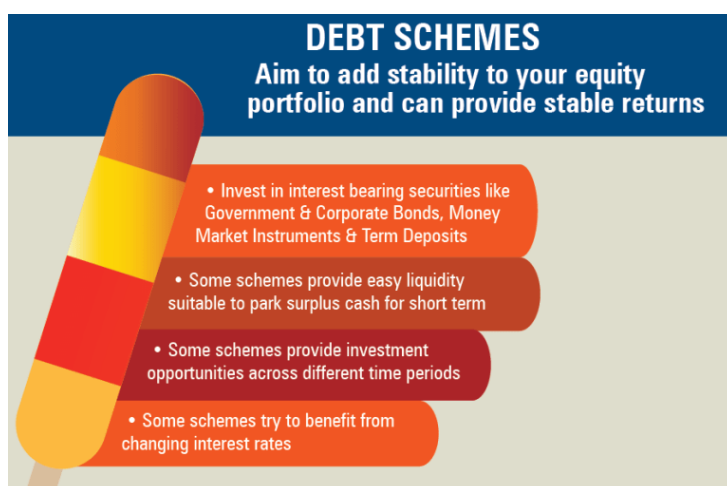 DEBT SCHEMES
Aim to add stability to your equity
portfolio and can provide stable returns
• Invest in interest bearing securities like
Government & Corporate Bonds, Money
Market Instruments & Term Deposits
• Some schemes provide easy liquidity
suitable to park surplus cash for short term
• Some schemes provide investment
opportunities across different time periods
• Some schemes try to benefit from
changing interest rates